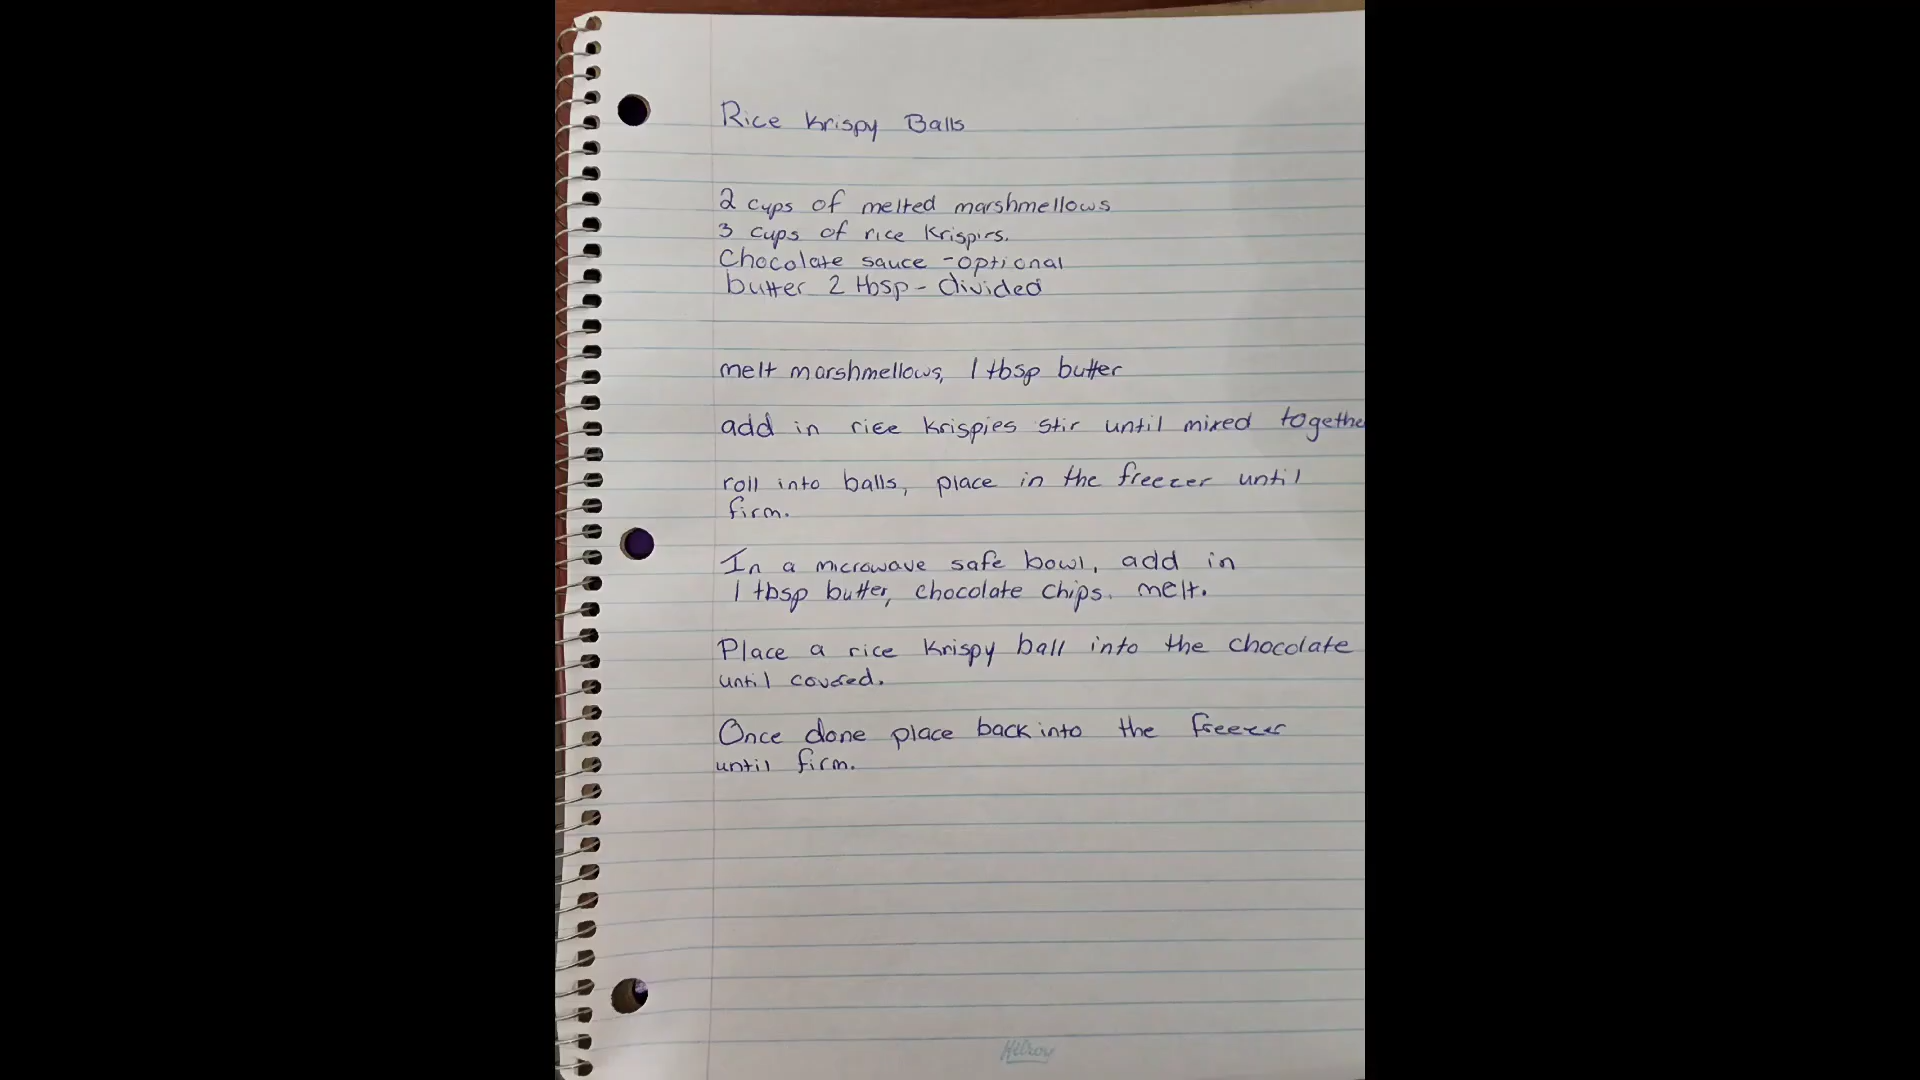 Rice Krispy Balls
2 cups of melted marshmellows
3 cups of rice Krispies.
Chocolate sauce - optional
butter 2 tbsp - divided
melt marshmellows, 1 tbsp butter
add in rice krispies stir until mixed togethe
roll into balls, place in the freezer until
firm.
In a microwave safe bowl, add in
1 tbsp butter, chocolate chips. melt.
Place a rice krispy ball into the chocolate
until covered.
Once done place back into the freezer
until firm.
Hilroy